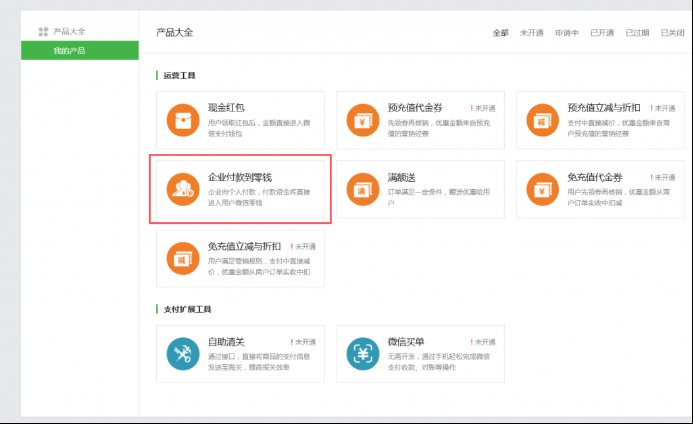 产品大全
我的产品
产品大全
全部 未开通 申请中 已开通 已过期 已关闭
运营工具
现金红包
用户领取红包后，金额直接进入微
信支付钱包
预充值代金券 ！未开通
先领券再核销，优惠金额来自预充
值的营销经费
预充值立减与折扣 ！未开通
支付中直接减价，优惠金额来自商
户预充值的营销经费
企业付款到零钱
企业向个人付款，付款资金将直接
进入用户微信零钱
满额送
订单满足一定条件，赠送优惠给用
户
免充值代金券 ！未开通
用户先领券再核销，优惠金额从商
户订单实收中扣减
免充值立减与折扣 ！未开通
用户满足营销规则，支付中直接减
价，优惠金额从商户订单实收中扣
支付扩展工具
自助清关 ！未开通
通过接口，直接将商品的支付信息
发送至海关，提高报关效率
微信买单 ！未开通
无需开发，通过手机轻松完成微信
支付收款、对账等操作